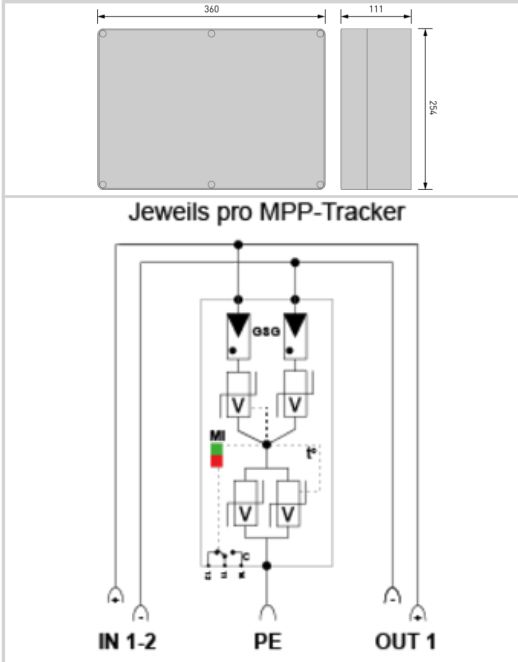 360
111
254
Jeweils pro MPP-Tracker
GSG
V V
MI
t°
V V
C
+ - - +
IN 1-2 PE OUT 1